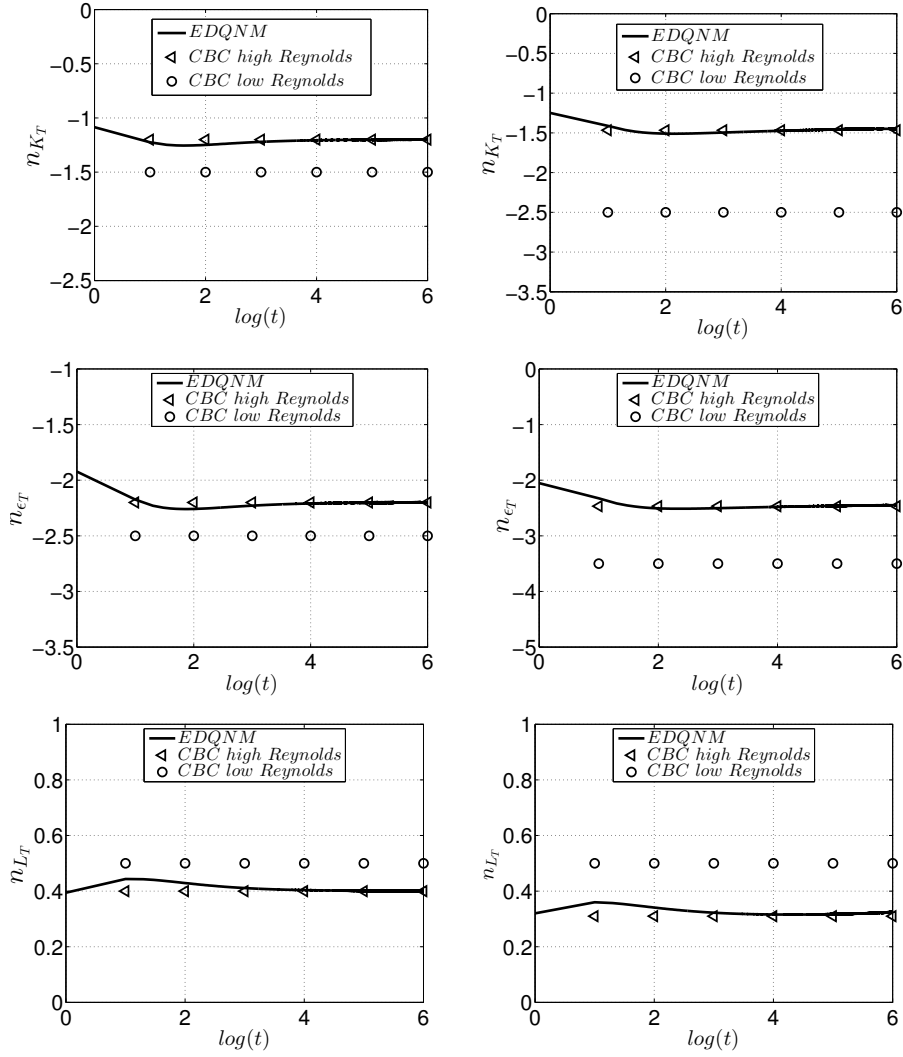 0
EDQNM
CBC high Reynolds
CBC low Reynolds
−0.5
−1
−1.5
−2
−2.5
n_{K_T}
0 2 4 6
log(t)
0
EDQNM
CBC high Reynolds
CBC low Reynolds
−0.5
−1
−1.5
−2
−2.5
−3
−3.5
n_{K_T}
0 2 4 6
log(t)
−1
EDQNM
CBC high Reynolds
CBC low Reynolds
−1.5
−2
−2.5
−3
−3.5
n_{ϵ_T}
0 2 4 6
log(t)
0
EDQNM
CBC high Reynolds
CBC low Reynolds
−1
−2
−3
−4
−5
n_{ϵ_T}
0 2 4 6
log(t)
1
EDQNM
CBC high Reynolds
CBC low Reynolds
0.8
0.6
0.4
0.2
0
n_{L_T}
0 2 4 6
log(t)
1
EDQNM
CBC high Reynolds
CBC low Reynolds
0.8
0.6
0.4
0.2
0
n_{L_T}
0 2 4 6
log(t)